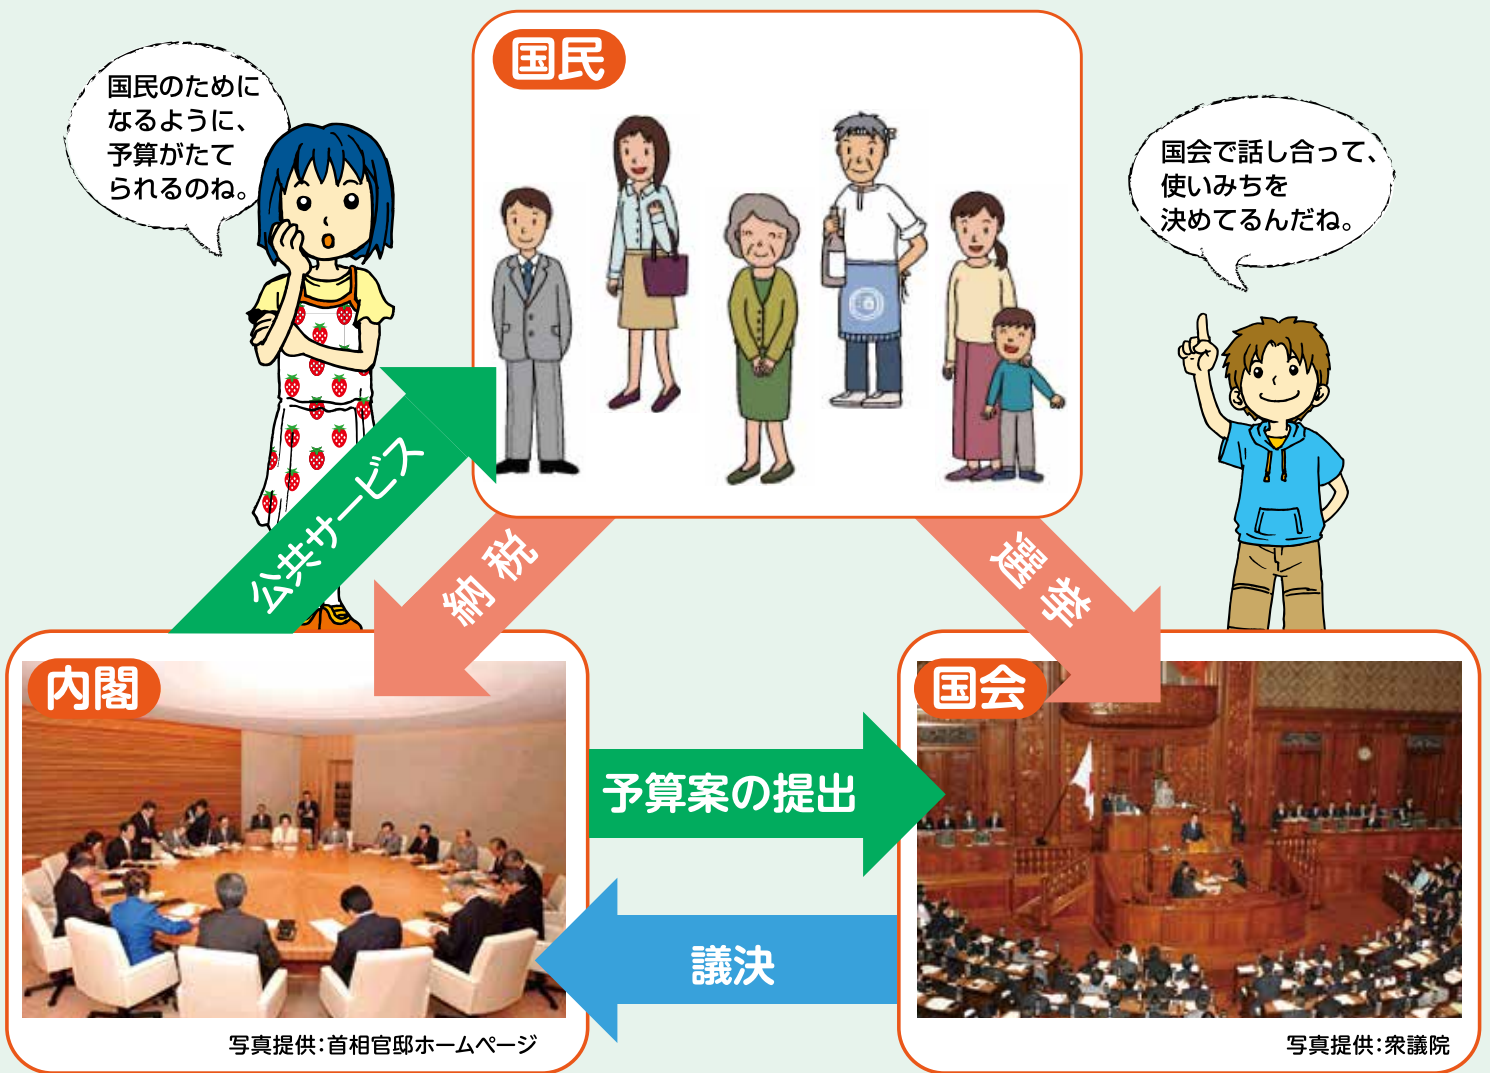 国民
国民のために
なるように、
予算がたて
られるのね。
国会で話し合って、
使いみちを
決めてるんだね。
公共サービス
納税
選挙
内閣
国会
予算案の提出
議決
写真提供:首相官邸ホームページ
写真提供:衆議院